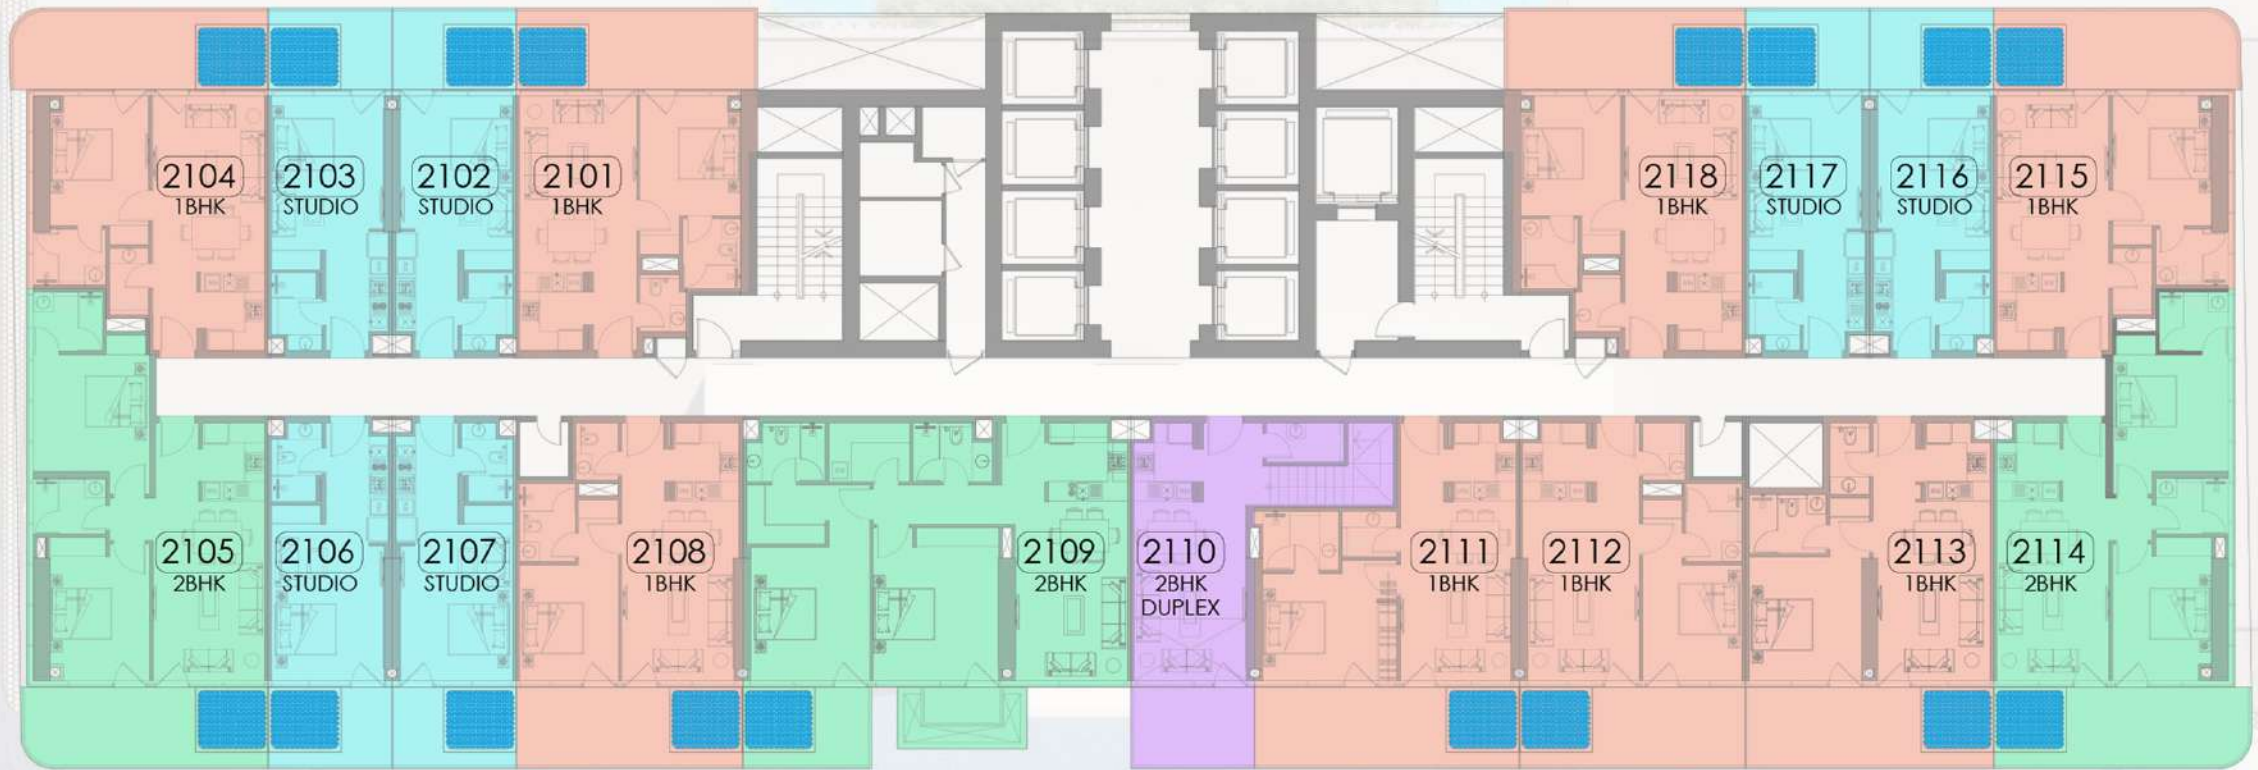 2104
1BHK
2103
STUDIO
2102
STUDIO
2101
1BHK
2118
1BHK
2117
STUDIO
2116
STUDIO
2115
1BHK
2105
2BHK
2106
STUDIO
2107
STUDIO
2108
1BHK
2109
2BHK
2110
2BHK
DUPLEX
2111
1BHK
2112
1BHK
2113
1BHK
2114
2BHK